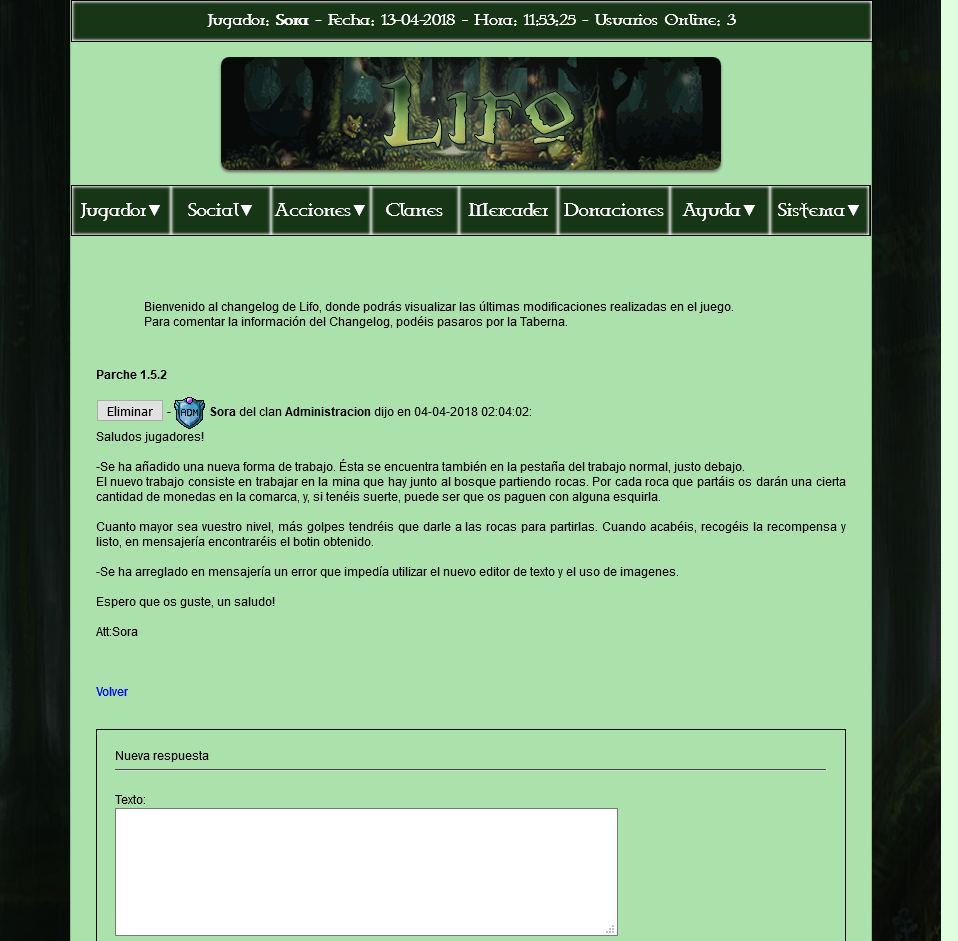 Jugador: Sora - Fecha: 13-04-2018 - Hora: 11:53:25 - Usuarios Online: 3
Lifo
Jugador▼ Social▼ Acciones▼ Clanes Mercader Donaciones Ayuda▼ Sistema▼
Bienvenido al changelog de Lifo, donde podrás visualizar las últimas modificaciones realizadas en el juego.
Para comentar la información del Changelog, podéis pasaros por la Taberna.
Parche 1.5.2
Eliminar - ADM Sora del clan Administracion dijo en 04-04-2018 02:04:02:
Saludos jugadores!
-Se ha añadido una nueva forma de trabajo. Ésta se encuentra también en la pestaña del trabajo normal, justo debajo.
El nuevo trabajo consiste en trabajar en la mina que hay junto al bosque partiendo rocas. Por cada roca que partáis os darán una cierta
cantidad de monedas en la comarca, y, si tenéis suerte, puede ser que os paguen con alguna esquirla.
Cuanto mayor sea vuestro nivel, más golpes tendréis que darle a las rocas para partirlas. Cuando acabéis, recogéis la recompensa y
listo, en mensajería encontraréis el botin obtenido.
-Se ha arreglado en mensajería un error que impedía utilizar el nuevo editor de texto y el uso de imagenes.
Espero que os guste, un saludo!
Att:Sora
Volver
Nueva respuesta
Texto: